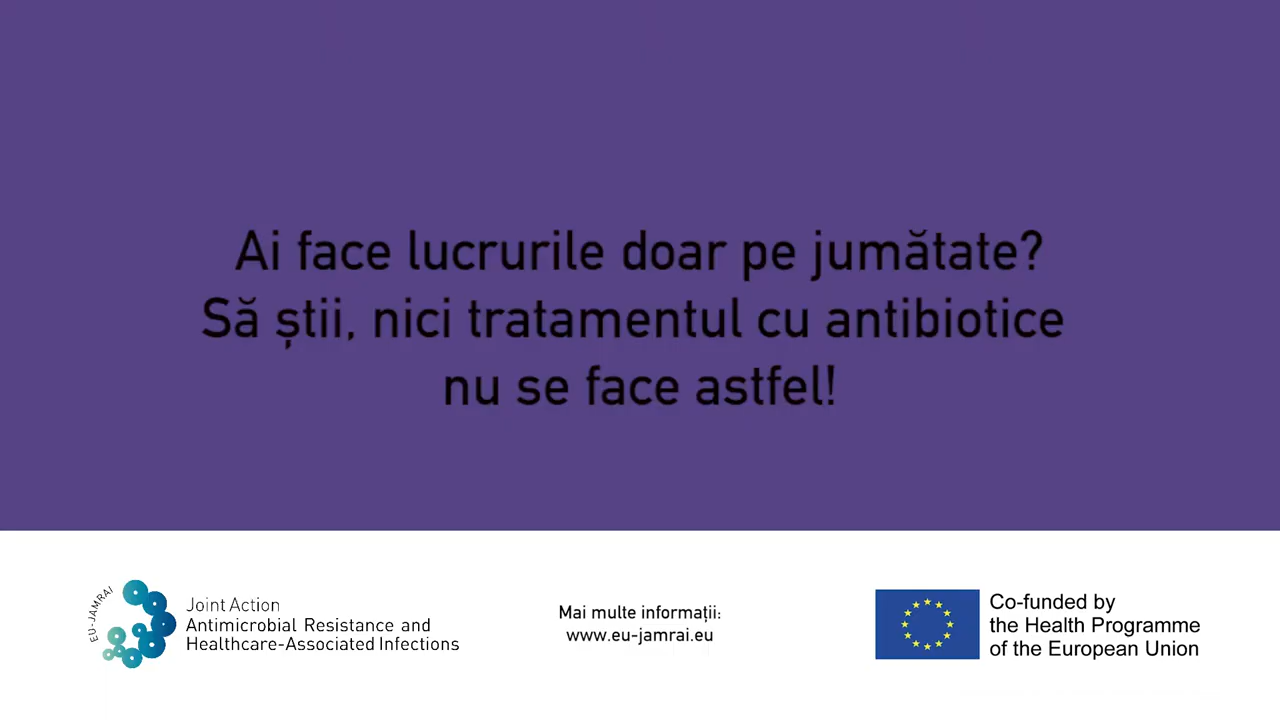 Ai face lucrurile doar pe jumătate?
Să știi, nici tratamentul cu antibiotice
nu se face astfel!
EU-JAMRAI
Joint Action
Antimicrobial Resistance and
Healthcare-Associated Infections
Mai multe informații:
www.eu-jamrai.eu
Co-funded by
the Health Programme
of the European Union